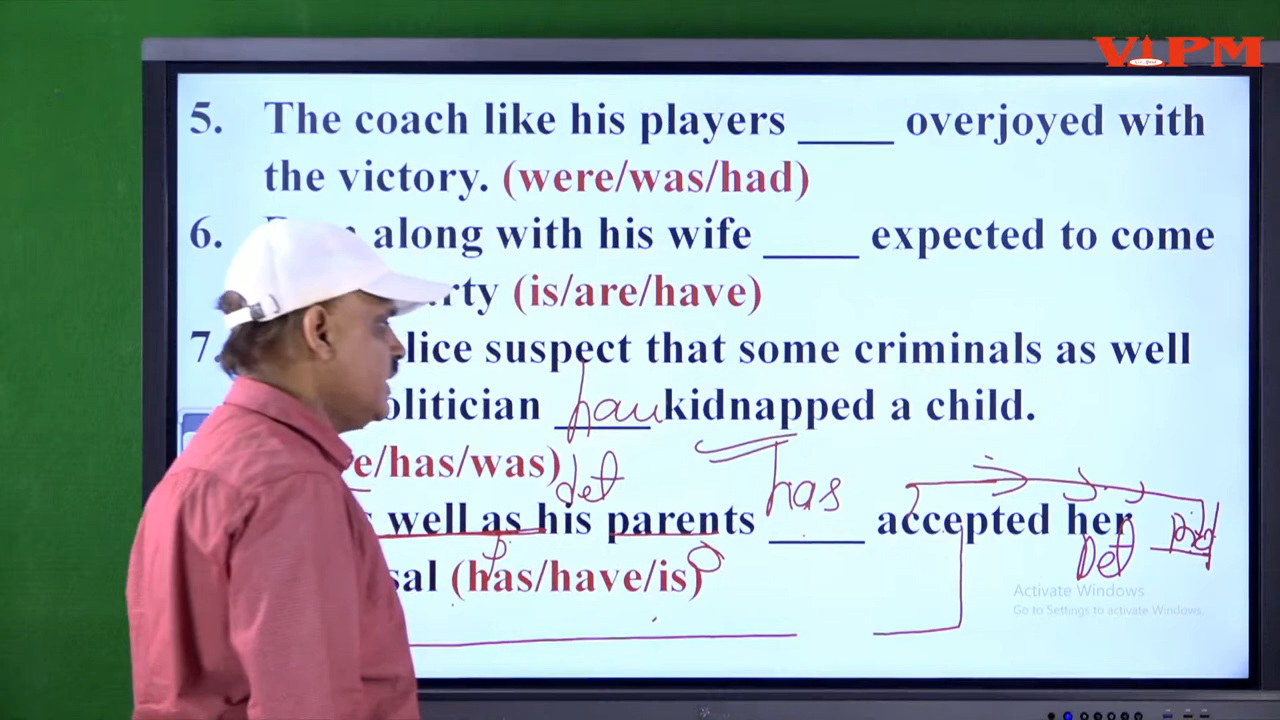 VIPM
5. The coach like his players ____ overjoyed with
the victory. (were/was/had)
6. along with his wife ____ expected to come
rty (is/are/have)
7. lice suspect that some criminals as well
olitician ____ kidnapped a child.
e/has/was) det has
well as his parents ____ accepted her
Det
sal (has/have/is)
Activate Windows
Go to Settings to activate Windows.